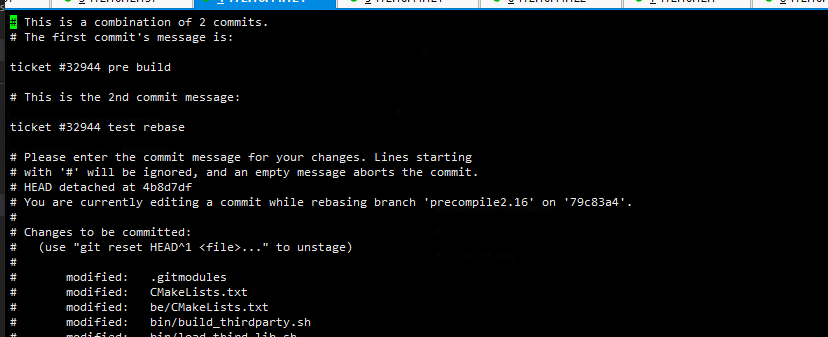 # This is a combination of 2 commits.
# The first commit's message is:
ticket #32944 pre build
# This is the 2nd commit message:
ticket #32944 test rebase
# Please enter the commit message for your changes. Lines starting
# with '#' will be ignored, and an empty message aborts the commit.
# HEAD detached at 4b8d7df
# You are currently editing a commit while rebasing branch 'precompile2.16' on '79c83a4'.
#
# Changes to be committed:
#   (use "git reset HEAD^1 <file>..." to unstage)
#
#       modified:   .gitmodules
#       modified:   CMakeLists.txt
#       modified:   be/CMakeLists.txt
#       modified:   bin/build_thirdparty.sh
#       modified:   bin/load_third_lib.sh